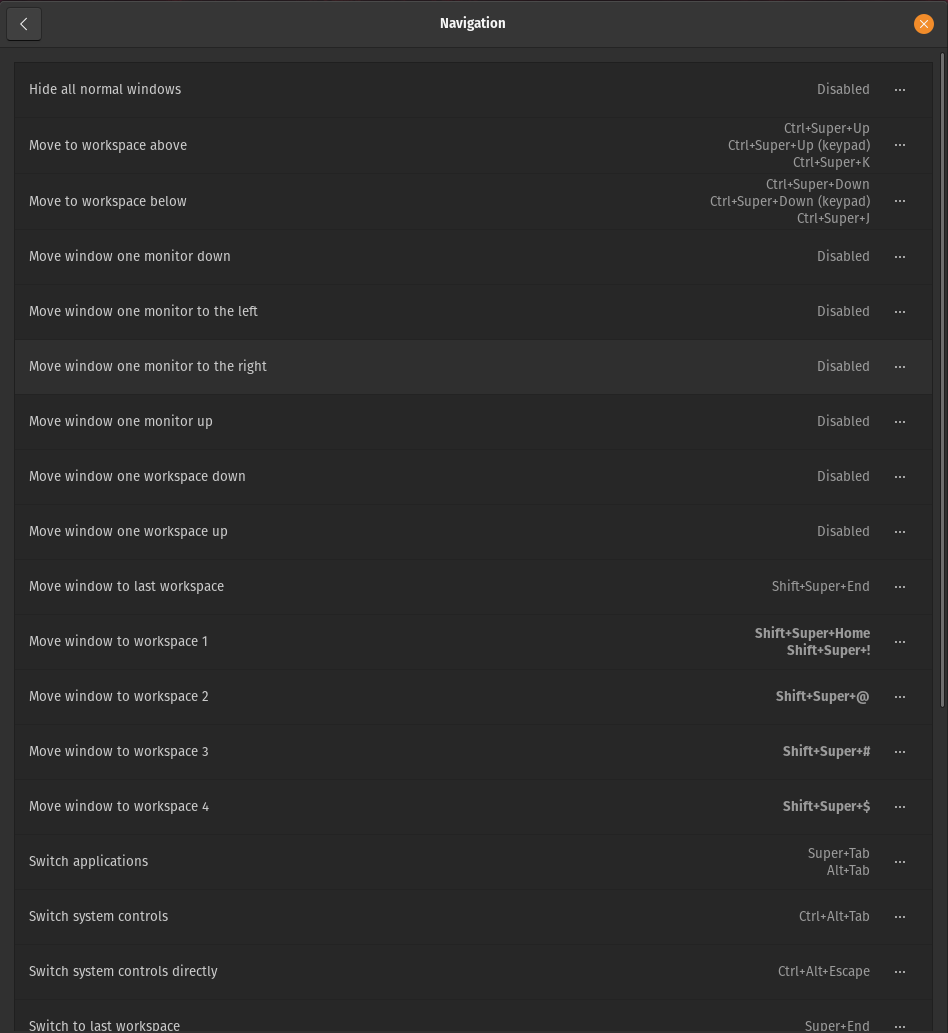 Navigation
Hide all normal windows Disabled
Move to workspace above Ctrl+Super+Up
Ctrl+Super+Up (keypad)
Ctrl+Super+K
Move to workspace below Ctrl+Super+Down
Ctrl+Super+Down (keypad)
Ctrl+Super+J
Move window one monitor down Disabled
Move window one monitor to the left Disabled
Move window one monitor to the right Disabled
Move window one monitor up Disabled
Move window one workspace down Disabled
Move window one workspace up Disabled
Move window to last workspace Shift+Super+End
Move window to workspace 1 Shift+Super+Home
Shift+Super+!
Move window to workspace 2 Shift+Super+@
Move window to workspace 3 Shift+Super+#
Move window to workspace 4 Shift+Super+$
Switch applications Super+Tab
Alt+Tab
Switch system controls Ctrl+Alt+Tab
Switch system controls directly Ctrl+Alt+Escape
Switch to last workspace Super+End